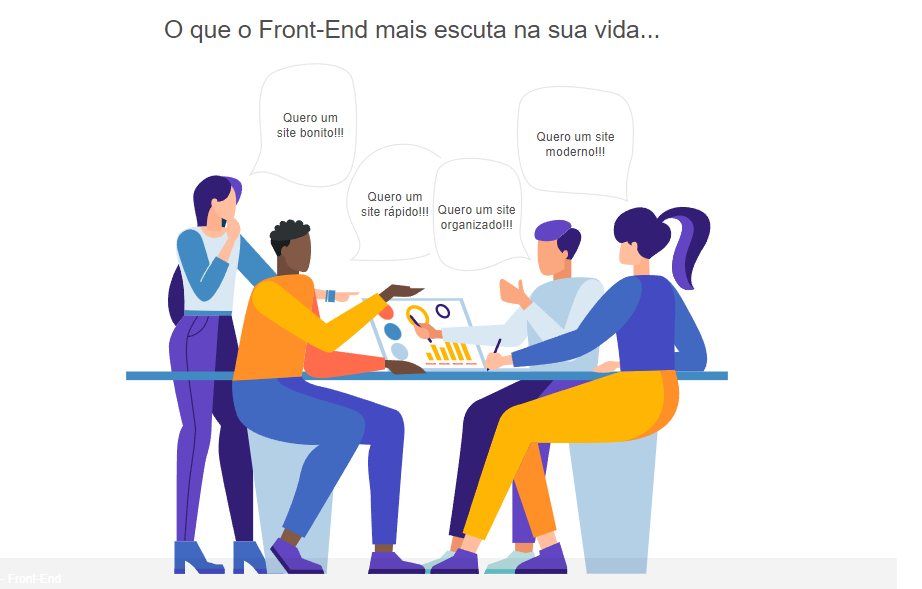 O que o Front-End mais escuta na sua vida...
Quero um
site bonito!!!
Quero um
site rápido!!!
Quero um site
organizado!!!
Quero um site
moderno!!!
- Front-End